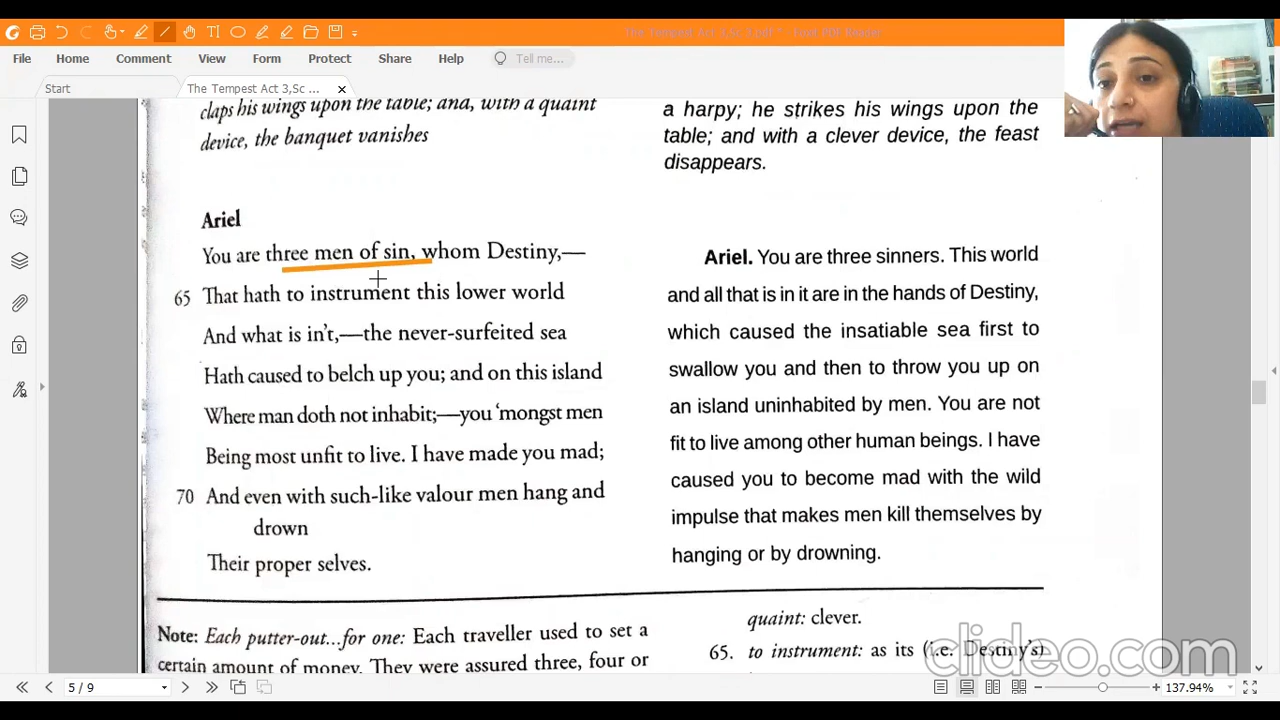 The Tempest Act 3,Sc 3.pdf * - Foxit PDF Reader
File Home Comment View Form Protect Share Help Tell me...
Start The Tempest Act 3,Sc ...
claps his wings upon the table; and, with a quaint
device, the banquet vanishes
a harpy; he strikes his wings upon the
table; and with a clever device, the feast
disappears.
Ariel
You are three men of sin, whom Destiny,—
65 That hath to instrument this lower world
And what is in't,—the never-surfeited sea
Hath caused to belch up you; and on this island
Where man doth not inhabit;—you 'mongst men
Being most unfit to live. I have made you mad;
70 And even with such-like valour men hang and
drown
Their proper selves.
Ariel. You are three sinners. This world
and all that is in it are in the hands of Destiny,
which caused the insatiable sea first to
swallow you and then to throw you up on
an island uninhabited by men. You are not
fit to live among other human beings. I have
caused you to become mad with the wild
impulse that makes men kill themselves by
hanging or by drowning.
Note: Each putter-out...for one: Each traveller used to set a
certain amount of money. They were assured three, four or
quaint: clever.
65. to instrument: as its (i.e. Destiny's)
clideo.com
5 / 9
137.94%